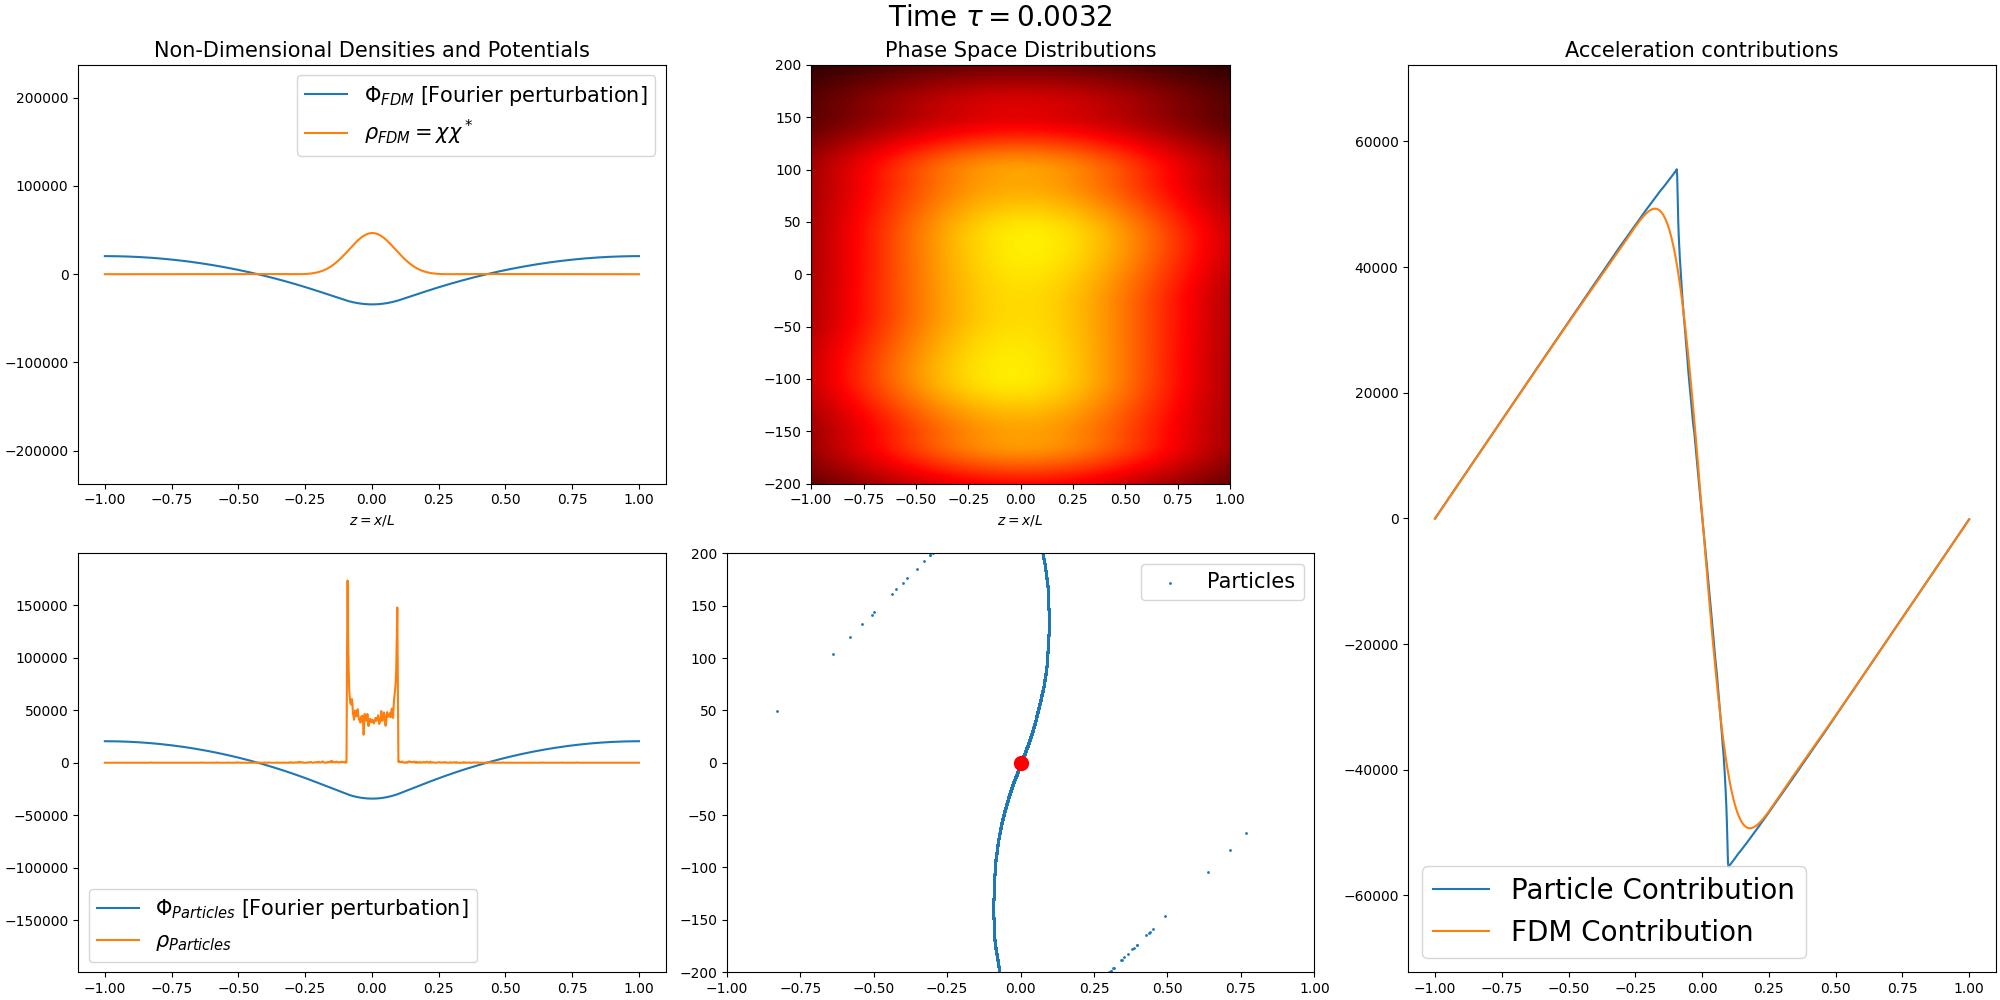 Time τ = 0.0032
Non-Dimensional Densities and Potentials
Φ_FDM [Fourier perturbation]
ρ_FDM = χχ*
200000
100000
0
−100000
−200000
−1.00 −0.75 −0.50 −0.25 0.00 0.25 0.50 0.75 1.00
z = x/L
Phase Space Distributions
200
150
100
50
0
−50
−100
−150
−200
−1.00 −0.75 −0.50 −0.25 0.00 0.25 0.50 0.75 1.00
z = x/L
Acceleration contributions
60000
40000
20000
0
−20000
−40000
−60000
Particle Contribution
FDM Contribution
−1.00 −0.75 −0.50 −0.25 0.00 0.25 0.50 0.75 1.00
150000
100000
50000
0
−50000
−100000
−150000
Φ_Particles [Fourier perturbation]
ρ_Particles
−1.00 −0.75 −0.50 −0.25 0.00 0.25 0.50 0.75 1.00
Particles
200
150
100
50
0
−50
−100
−150
−200
−1.00 −0.75 −0.50 −0.25 0.00 0.25 0.50 0.75 1.00